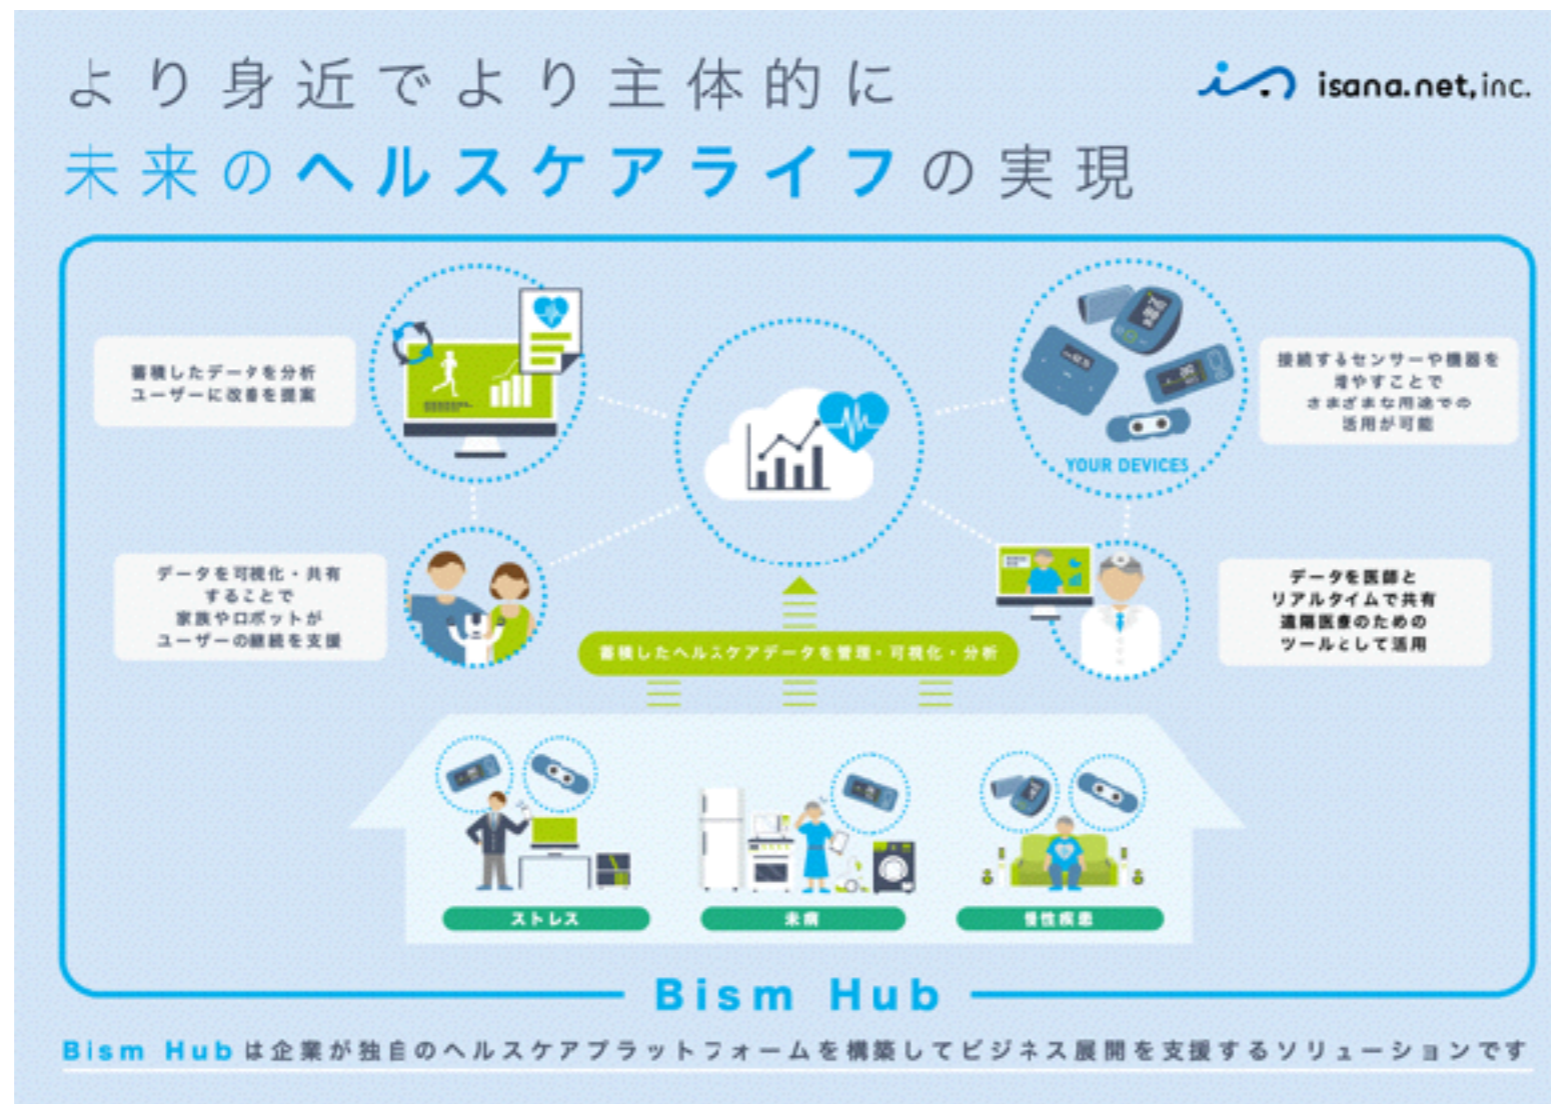 より身近でより主体的に
isana.net,inc.
未来のヘルスケアライフの実現
蓄積したデータを分析
ユーザーに改善を提案
YOUR DEVICES
接続するセンサーや機器を
増やすことで
さまざまな用途での
活用が可能
データを可視化・共有
することで
家族やロボットが
ユーザーの継続を支援
データを医師と
リアルタイムで共有
遠隔医療のための
ツールとして活用
蓄積したヘルスケアデータを管理・可視化・分析
ストレス
未病
慢性疾患
Bism Hub
Bism Hubは企業が独自のヘルスケアプラットフォームを構築してビジネス展開を支援するソリューションです